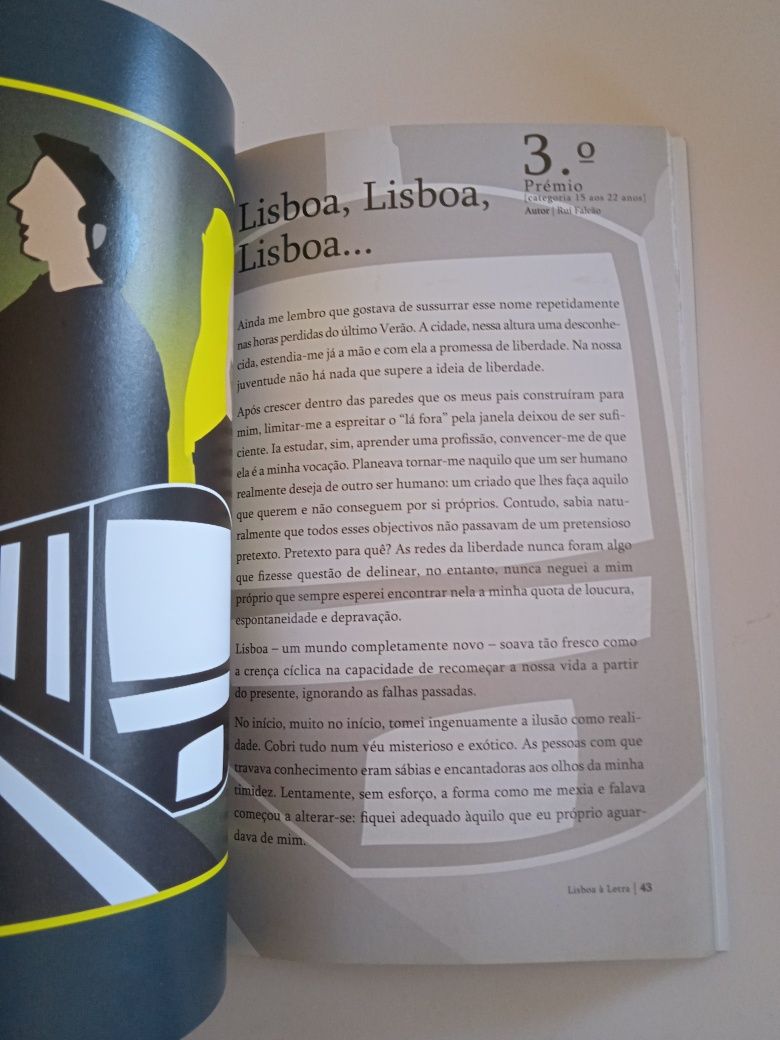 Lisboa, Lisboa,
Lisboa...
3.º
Prémio
[categoria 15 aos 22 anos]
Autor | Rui Falcão
Ainda me lembro que gostava de sussurrar esse nome repetidamente
nas horas perdidas do último Verão. A cidade, nessa altura uma desconhe-
cida, estendia-me já a mão e com ela a promessa de liberdade. Na nossa
juventude não há nada que supere a ideia de liberdade.
Após crescer dentro das paredes que os meus pais construíram para
mim, limitar-me a espreitar o “lá fora” pela janela deixou de ser sufi-
ciente. Ia estudar, sim, aprender uma profissão, convencer-me de que
ela é a minha vocação. Planeava tornar-me naquilo que um ser humano
realmente deseja de outro ser humano: um criado que lhes faça aquilo
que querem e não conseguem por si próprios. Contudo, sabia natu-
ralmente que todos esses objectivos não passavam de um pretensioso
pretexto. Pretexto para quê? As redes da liberdade nunca foram algo
que fizesse questão de delinear, no entanto, nunca neguei a mim
próprio que sempre esperei encontrar nela a minha quota de loucura,
espontaneidade e depravação.
Lisboa – um mundo completamente novo – soava tão fresco como
a crença cíclica na capacidade de recomeçar a nossa vida a partir
do presente, ignorando as falhas passadas.
No início, muito no início, tomei ingenuamente a ilusão como reali-
dade. Cobri tudo num véu misterioso e exótico. As pessoas com que
travava conhecimento eram sábias e encantadoras aos olhos da minha
timidez. Lentamente, sem esforço, a forma como me mexia e falava
começou a alterar-se: fiquei adequado àquilo que eu próprio aguar-
dava de mim.
Lisboa à Letra | 43